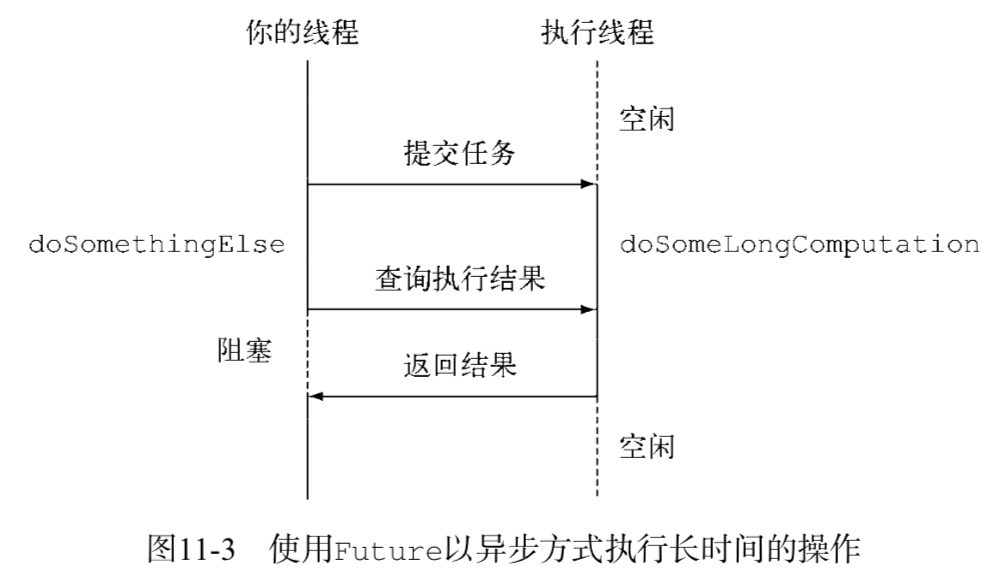 你的线程
执行线程
空闲
提交任务
doSomethingElse
doSomeLongComputation
查询执行结果
阻塞
返回结果
空闲
图11-3 使用Future以异步方式执行长时间的操作